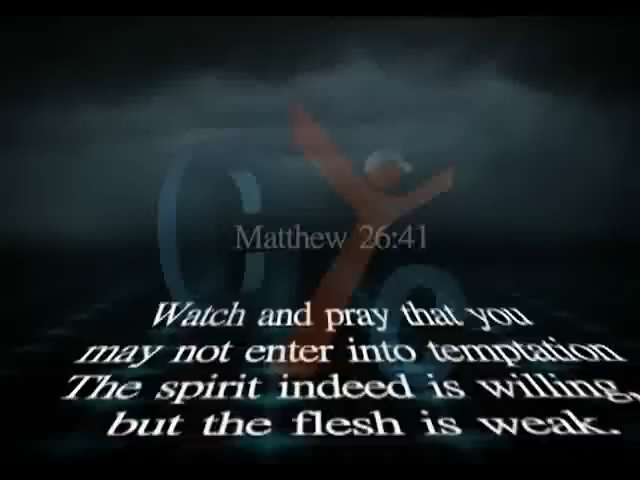 Matthew 26:41
Watch and pray that you
may not enter into temptation
The spirit indeed is willing,
but the flesh is weak.